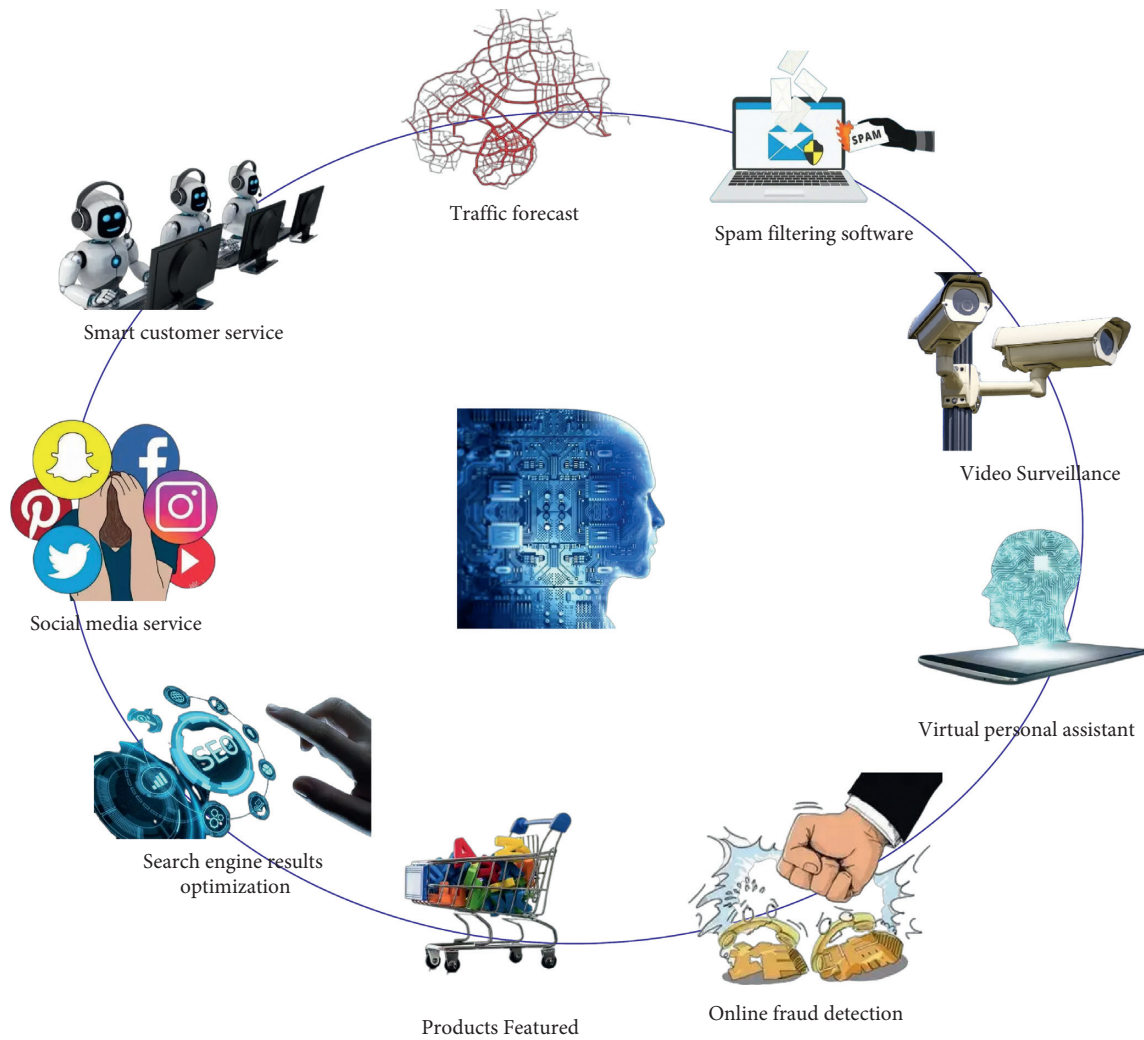 Traffic forecast
SPAM
Spam filtering software
Smart customer service
Video Surveillance
Social media service
Virtual personal assistant
SEO
Search engine results
optimization
Products Featured
Online fraud detection